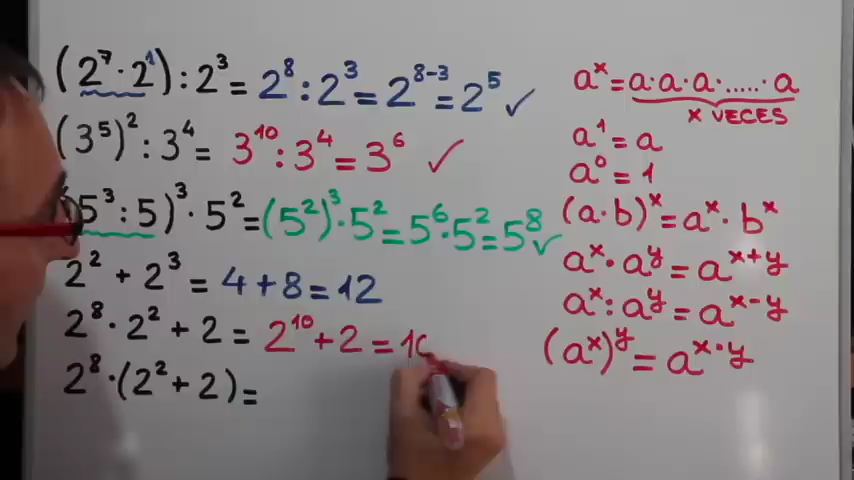 (2⁷·2¹):2³=2⁸:2³=2⁸⁻³=2⁵✓
(3⁵)²:3⁴=3¹⁰:3⁴=3⁶ ✓
5³:5)³·5²=(5²)³·5²=5⁶·5²=5⁸✓
2²+2³=4+8=12
2⁸·2²+2=2¹⁰+2=10
2⁸·(2²+2)=
aˣ=a·a·a·.....·a
x VECES
a¹=a
a⁰=1
(a·b)ˣ=aˣ·bˣ
aˣ·aʸ=aˣ⁺ʸ
aˣ:aʸ=aˣ⁻ʸ
(aˣ)ʸ=aˣ·ʸ